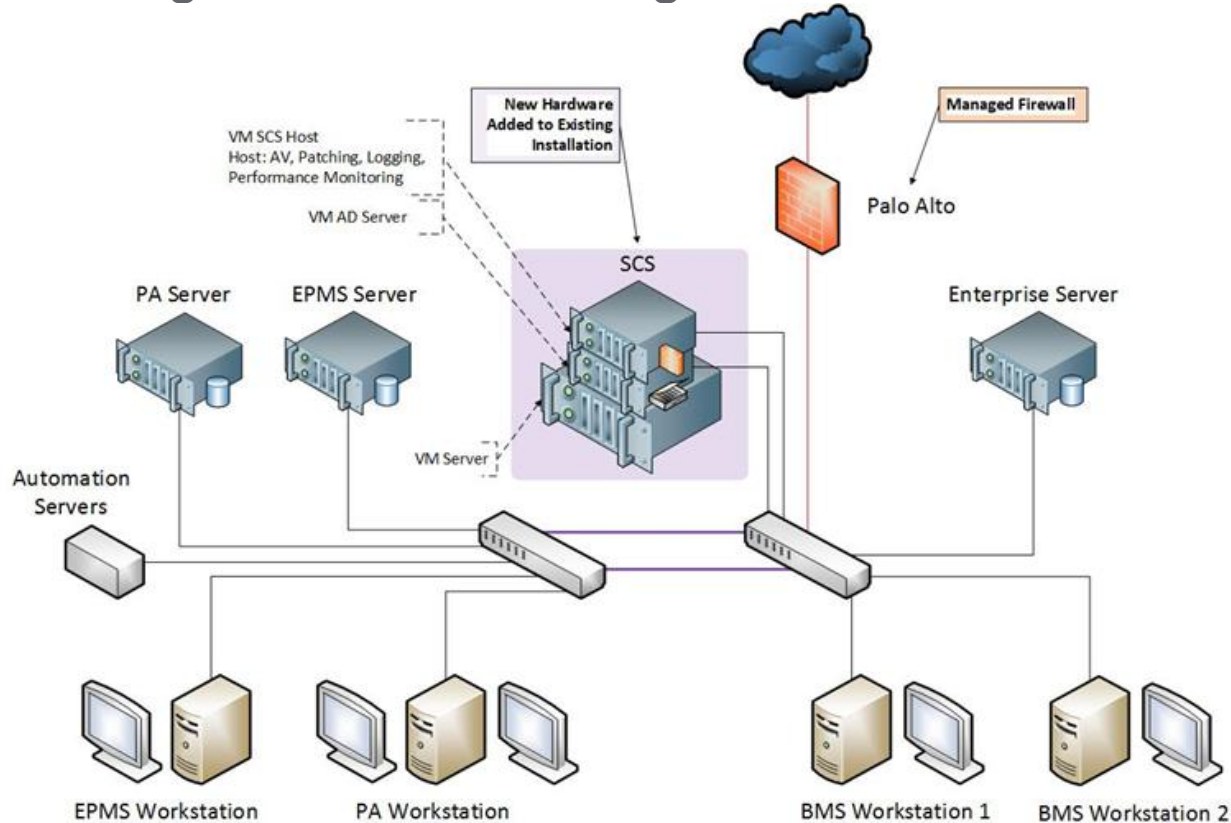 New Hardware
Added to Existing
Installation
Managed Firewall
VM SCS Host
Host: AV, Patching, Logging,
Performance Monitoring
VM AD Server
Palo Alto
SCS
PA Server
EPMS Server
Enterprise Server
VM Server
Automation
Servers
EPMS Workstation
PA Workstation
BMS Workstation 1
BMS Workstation 2